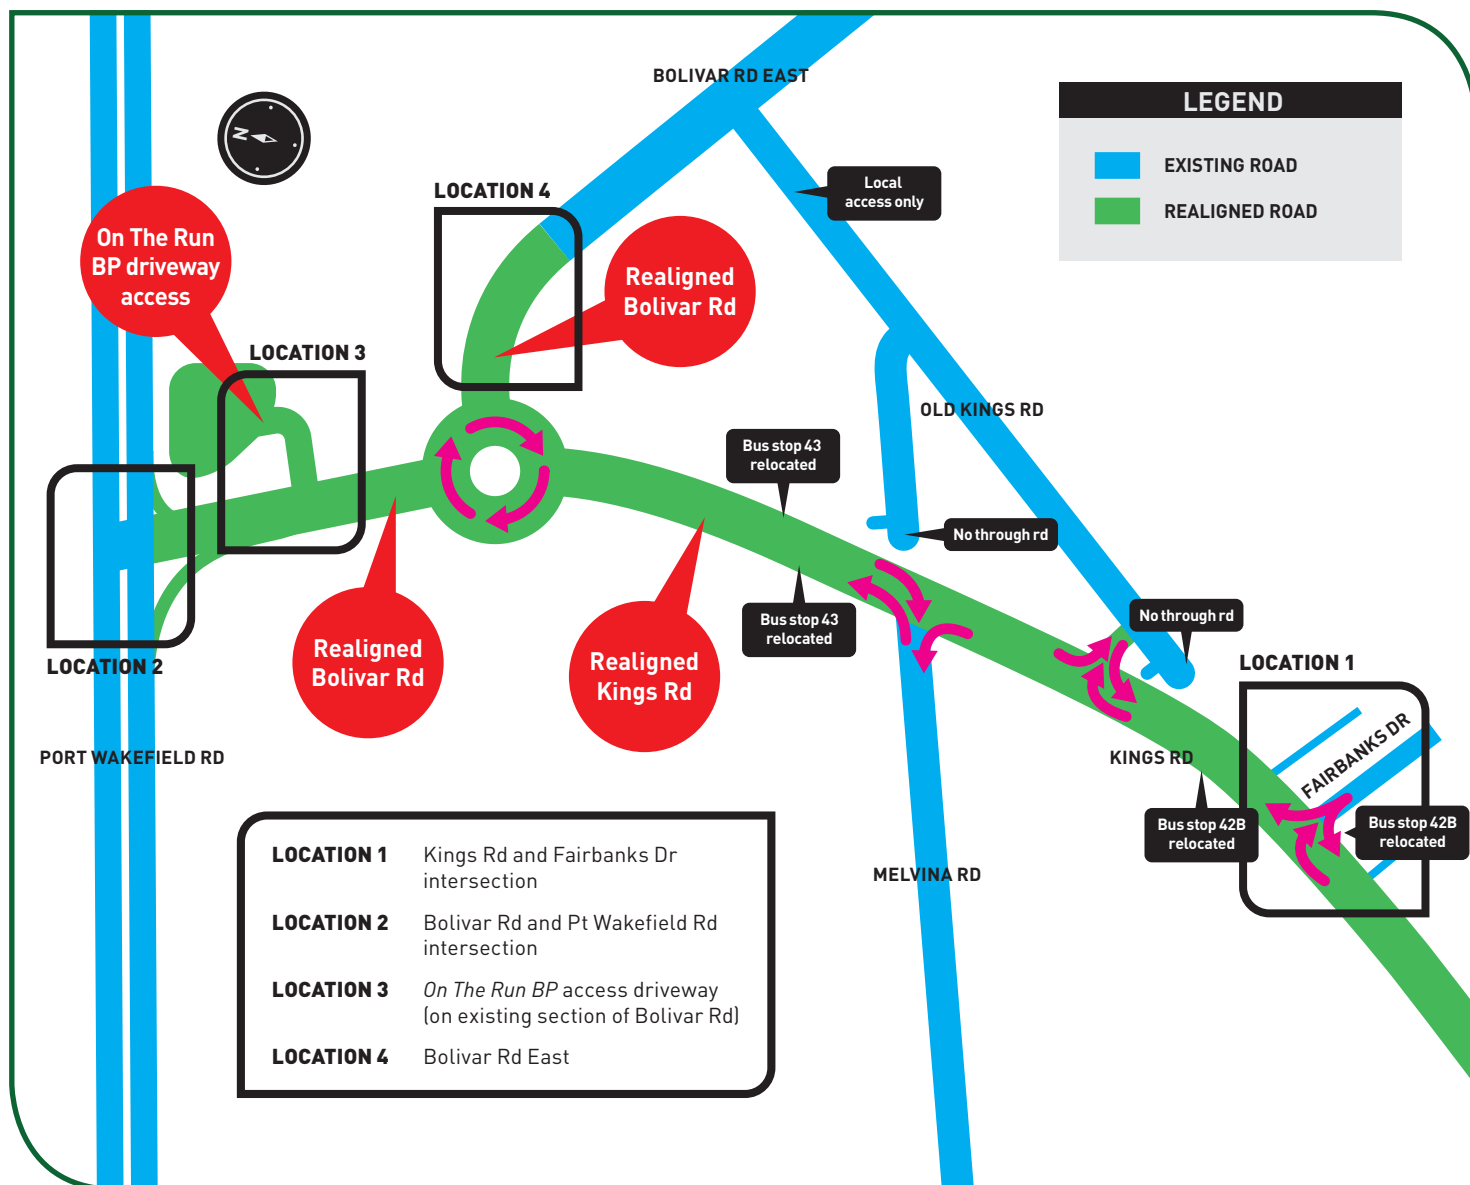 BOLIVAR RD EAST
LEGEND
EXISTING ROAD
REALIGNED ROAD
N
Local
access only
LOCATION 4
On The Run
BP driveway
access
Realigned
Bolivar Rd
LOCATION 3
OLD KINGS RD
Bus stop 43
relocated
No through rd
Bus stop 43
relocated
No through rd
Realigned
Bolivar Rd
Realigned
Kings Rd
LOCATION 2
LOCATION 1
PORT WAKEFIELD RD
KINGS RD
FAIRBANKS DR
Bus stop 42B
relocated
Bus stop 42B
relocated
MELVINA RD
LOCATION 1 Kings Rd and Fairbanks Dr
intersection
LOCATION 2 Bolivar Rd and Pt Wakefield Rd
intersection
LOCATION 3 On The Run BP access driveway
(on existing section of Bolivar Rd)
LOCATION 4 Bolivar Rd East